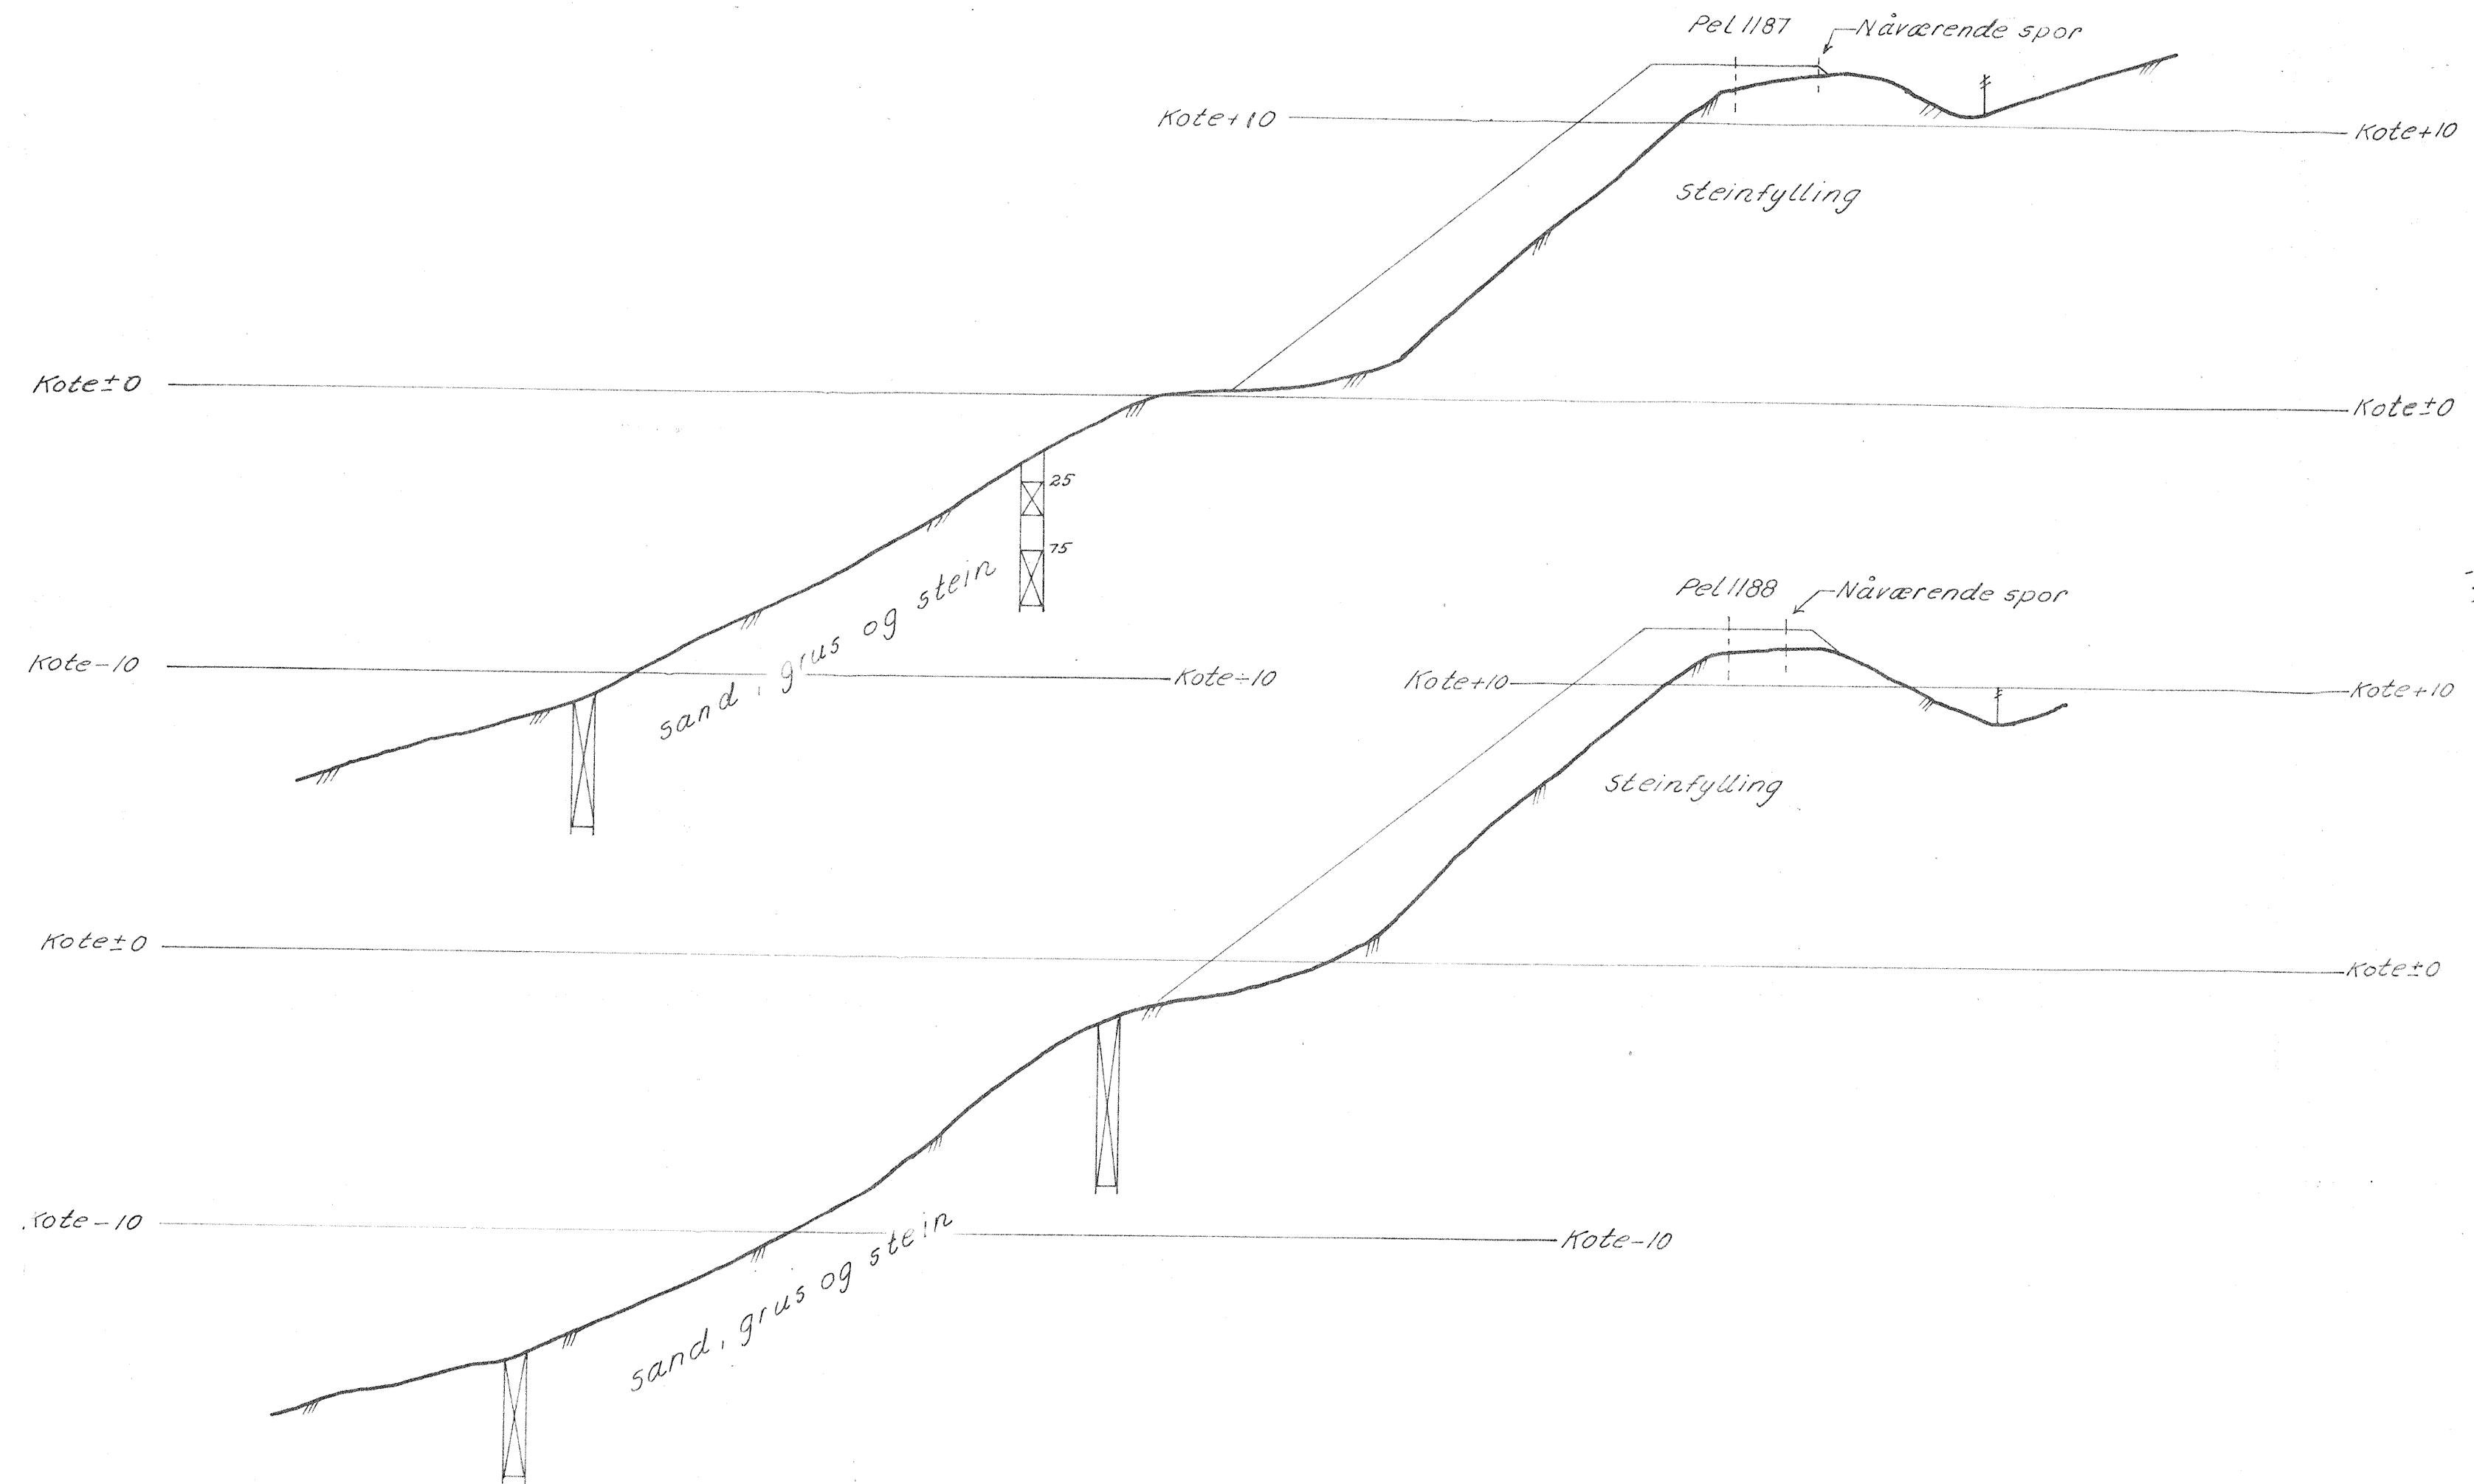 Pel 1187
Nåværende spor
Kote+10
Kote+10
Steinfylling
Kote±0
Kote±0
25
75
sand, grus og stein
Kote-10
Kote-10
Pel 1188
Nåværende spor
Kote+10
Kote+10
Steinfylling
Kote±0
Kote±0
Kote-10
Kote-10
sand, grus og stein